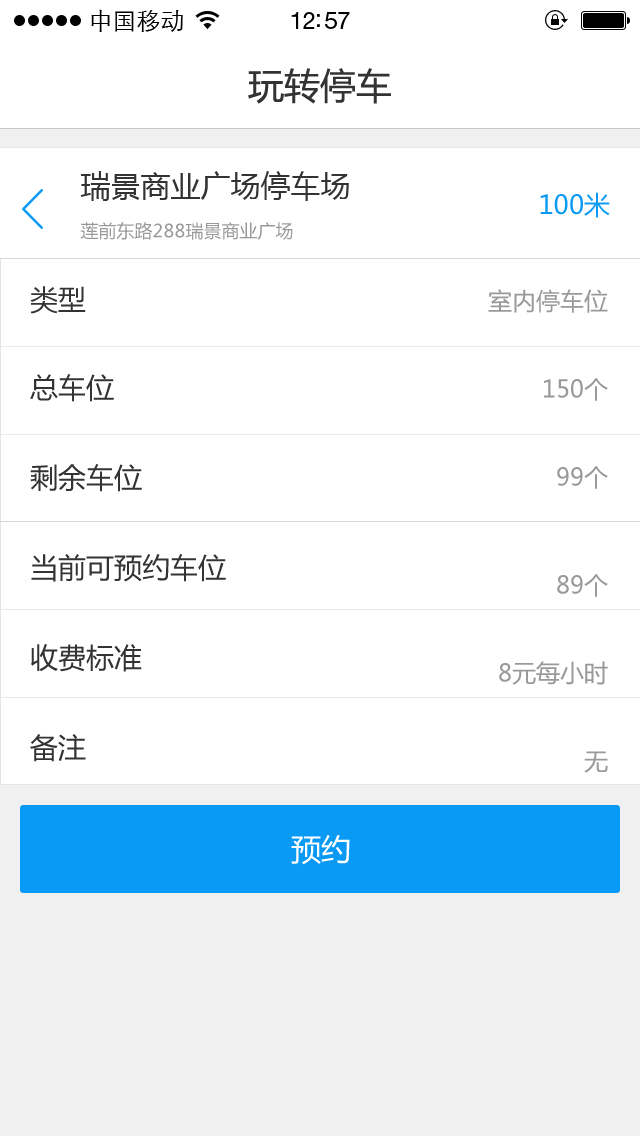 中国移动 12:57
玩转停车
瑞景商业广场停车场
100米
莲前东路288瑞景商业广场
类型 室内停车位
总车位 150个
剩余车位 99个
当前可预约车位 89个
收费标准 8元每小时
备注 无
预约